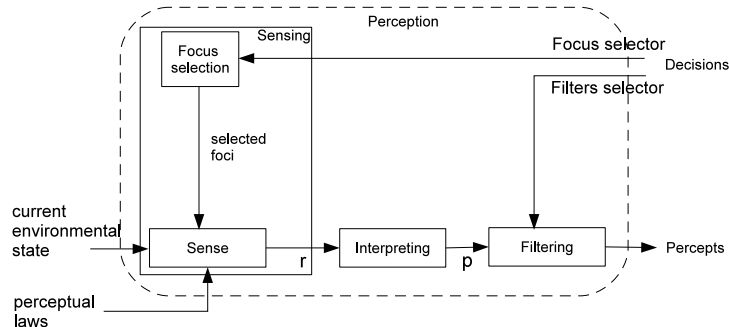 Perception
Sensing
Focus
selection
Focus selector
Decisions
Filters selector
selected
foci
current
environmental
state
Sense
r
Interpreting
p
Filtering
Percepts
perceptual
laws